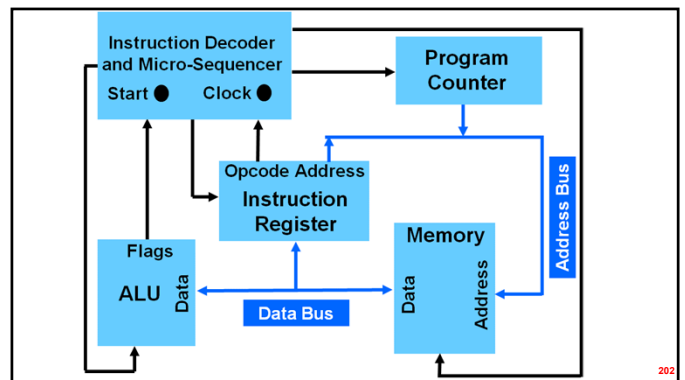 Instruction Decoder
and Micro-Sequencer
Start
Clock
Program
Counter
Opcode Address
Instruction
Register
Address Bus
Flags
ALU
Data
Data Bus
Memory
Data
Address
202